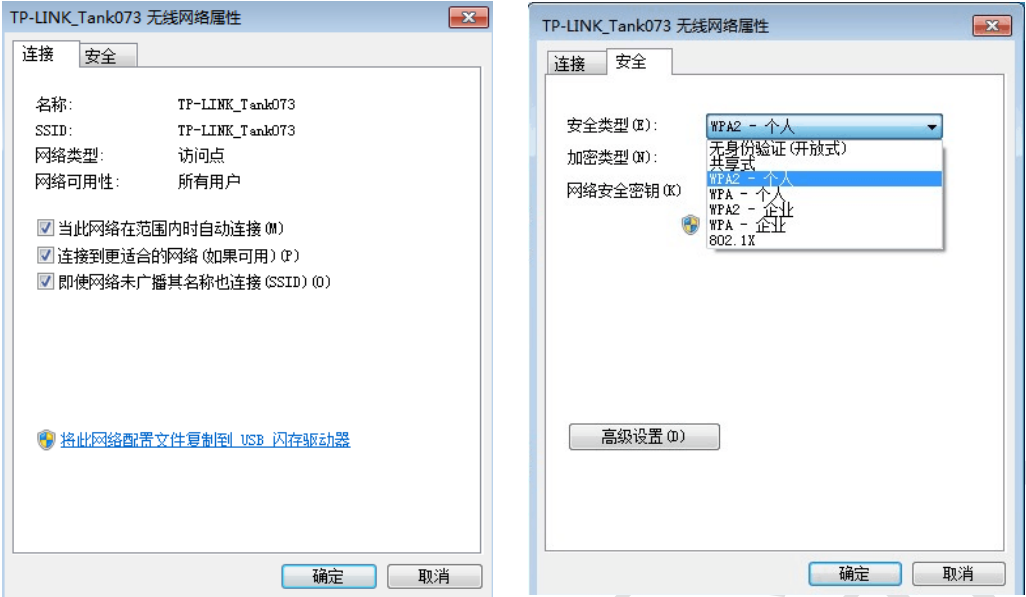 TP-LINK_Tank073 无线网络属性
连接
安全
名称:
TP-LINK_Tank073
SSID:
TP-LINK_Tank073
网络类型:
访问点
网络可用性:
所有用户
当此网络在范围内时自动连接(M)
连接到更适合的网络(如果可用)(P)
即使网络未广播其名称也连接(SSID)(O)
将此网络配置文件复制到 USB 闪存驱动器
确定
取消
TP-LINK_Tank073 无线网络属性
连接
安全
安全类型(E):
WPA2 - 个人
加密类型(N):
网络安全密钥(K)
无身份验证(开放式)
共享式
WPA2 - 个人
WPA - 个人
WPA2 - 企业
WPA - 企业
802.1X
高级设置(D)
确定
取消